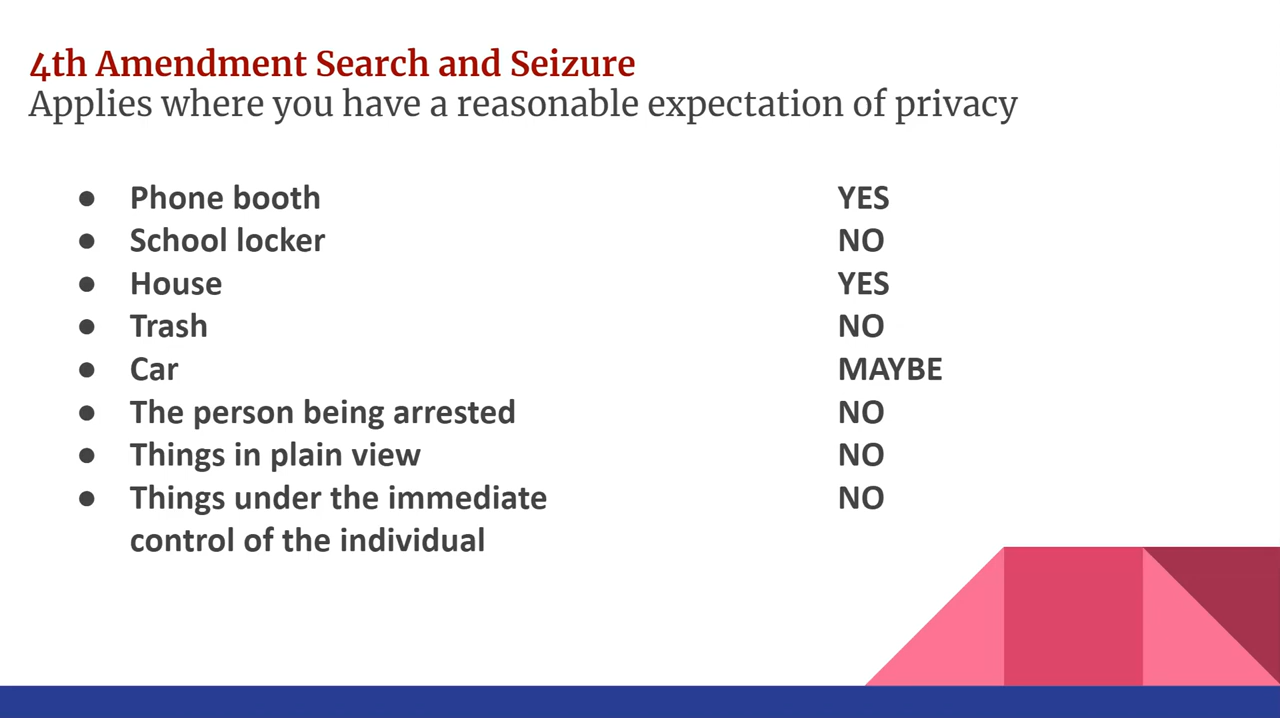 4th Amendment Search and Seizure
Applies where you have a reasonable expectation of privacy
● Phone booth YES
● School locker NO
● House YES
● Trash NO
● Car MAYBE
● The person being arrested NO
● Things in plain view NO
● Things under the immediate NO
control of the individual